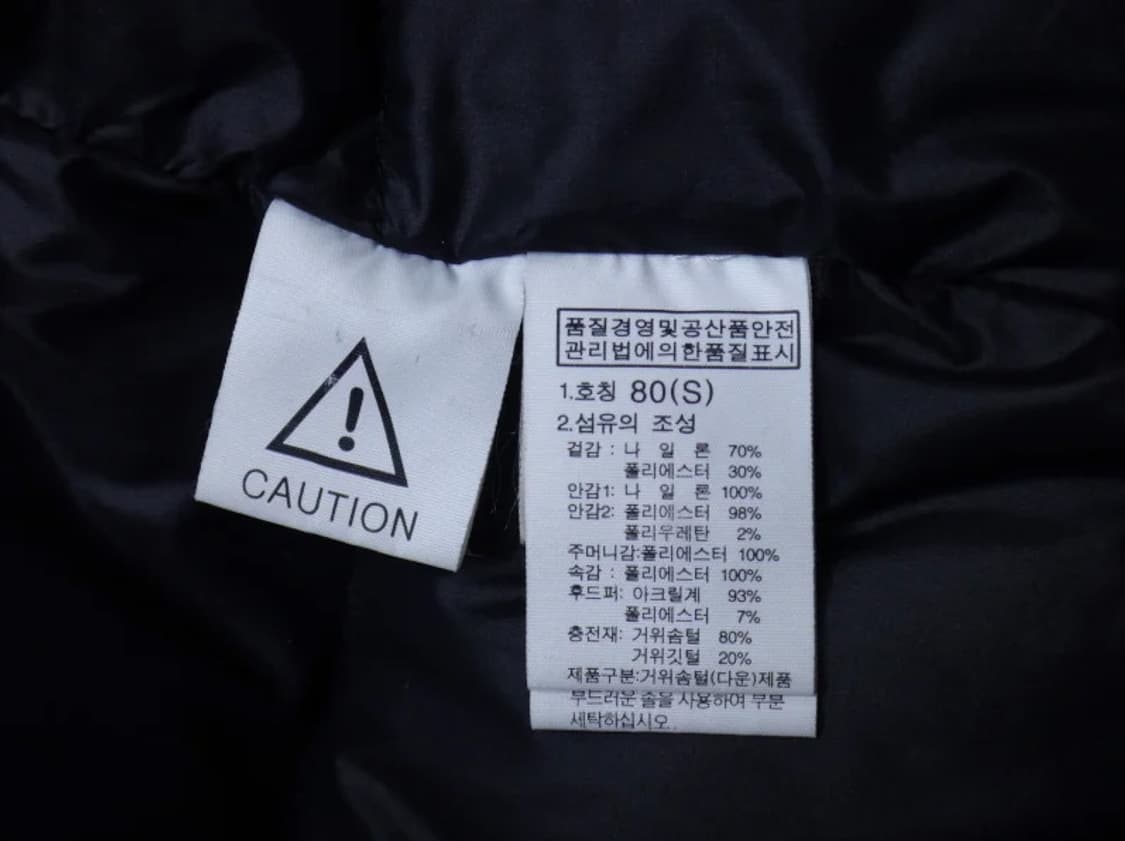 CAUTION
품질경영및공산품안전
관리법에의한품질표시
1.호칭 80(S)
2.섬유의 조성
겉감 : 나 일 론 70%
폴리에스터 30%
안감1: 나 일 론 100%
안감2: 폴리에스터 98%
폴리우레탄 2%
주머니감:폴리에스터 100%
속감 : 폴리에스터 100%
후드퍼: 아크릴계 93%
폴리에스터 7%
충전재: 거위솜털 80%
거위깃털 20%
제품구분:거위솜털(다운)제품
부드러운 솔을 사용하여 부분
세탁하십시오.